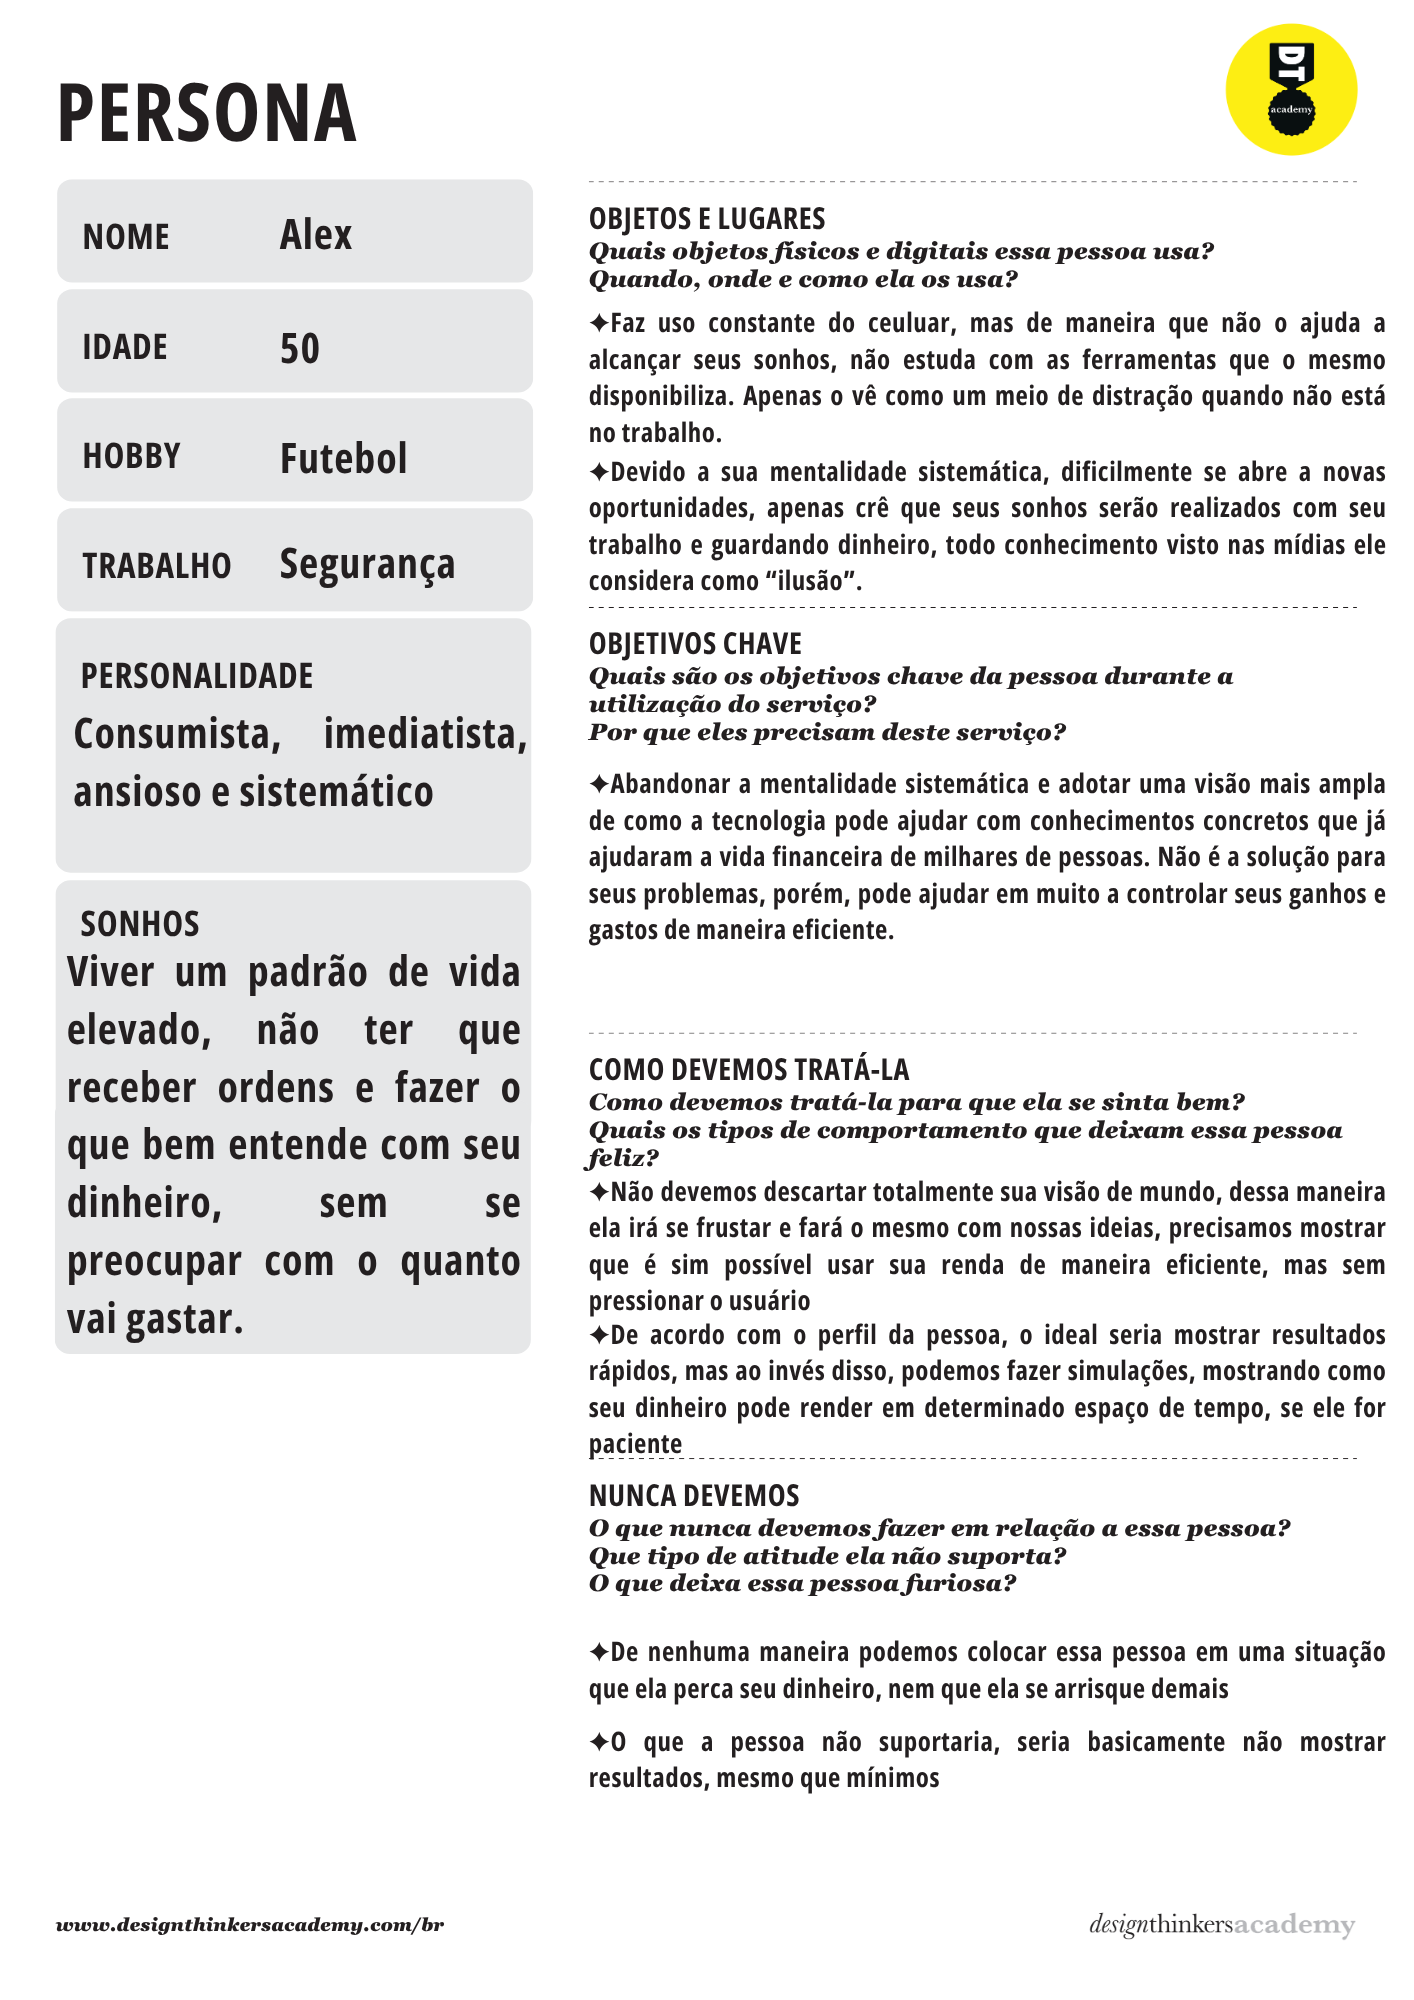 PERSONA
DT
academy
NOME Alex
IDADE 50
HOBBY Futebol
TRABALHO Segurança
PERSONALIDADE
Consumista, imediatista,
ansioso e sistemático
SONHOS
Viver um padrão de vida
elevado, não ter que
receber ordens e fazer o
que bem entende com seu
dinheiro, sem se
preocupar com o quanto
vai gastar.
OBJETOS E LUGARES
Quais objetos físicos e digitais essa pessoa usa?
Quando, onde e como ela os usa?
✦Faz uso constante do ceuluar, mas de maneira que não o ajuda a
alcançar seus sonhos, não estuda com as ferramentas que o mesmo
disponibiliza. Apenas o vê como um meio de distração quando não está
no trabalho.
✦Devido a sua mentalidade sistemática, dificilmente se abre a novas
oportunidades, apenas crê que seus sonhos serão realizados com seu
trabalho e guardando dinheiro, todo conhecimento visto nas mídias ele
considera como “ilusão”.
OBJETIVOS CHAVE
Quais são os objetivos chave da pessoa durante a
utilização do serviço?
Por que eles precisam deste serviço?
✦Abandonar a mentalidade sistemática e adotar uma visão mais ampla
de como a tecnologia pode ajudar com conhecimentos concretos que já
ajudaram a vida financeira de milhares de pessoas. Não é a solução para
seus problemas, porém, pode ajudar em muito a controlar seus ganhos e
gastos de maneira eficiente.
COMO DEVEMOS TRATÁ-LA
Como devemos tratá-la para que ela se sinta bem?
Quais os tipos de comportamento que deixam essa pessoa
feliz?
✦Não devemos descartar totalmente sua visão de mundo, dessa maneira
ela irá se frustar e fará o mesmo com nossas ideias, precisamos mostrar
que é sim possível usar sua renda de maneira eficiente, mas sem
pressionar o usuário
✦De acordo com o perfil da pessoa, o ideal seria mostrar resultados
rápidos, mas ao invés disso, podemos fazer simulações, mostrando como
seu dinheiro pode render em determinado espaço de tempo, se ele for
paciente
NUNCA DEVEMOS
O que nunca devemos fazer em relação a essa pessoa?
Que tipo de atitude ela não suporta?
O que deixa essa pessoa furiosa?
✦De nenhuma maneira podemos colocar essa pessoa em uma situação
que ela perca seu dinheiro, nem que ela se arrisque demais
✦O que a pessoa não suportaria, seria basicamente não mostrar
resultados, mesmo que mínimos
www.designthinkersacademy.com/br
designthinkersacademy